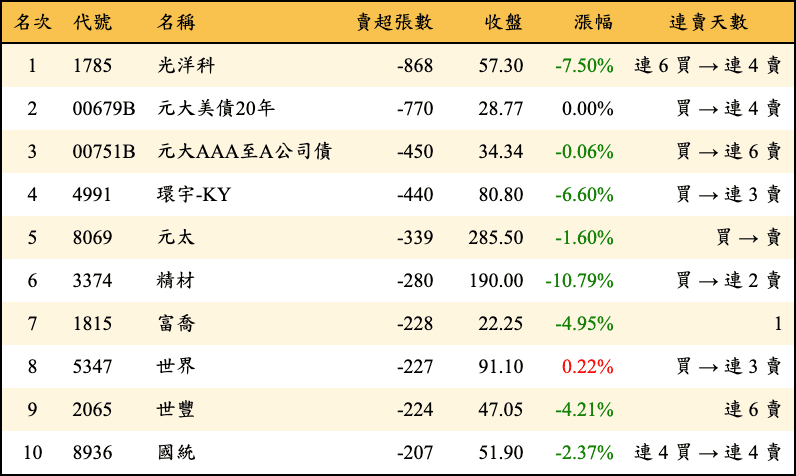 名次 代號 名稱 賣超張數 收盤 漲幅 連賣天數
1 1785 光洋科 -868 57.30 -7.50% 連 6 買 → 連 4 賣
2 00679B 元大美債20年 -770 28.77 0.00% 買 → 連 4 賣
3 00751B 元大AAA至A公司債 -450 34.34 -0.06% 買 → 連 6 賣
4 4991 環宇-KY -440 80.80 -6.60% 買 → 連 3 賣
5 8069 元太 -339 285.50 -1.60% 買 → 賣
6 3374 精材 -280 190.00 -10.79% 買 → 連 2 賣
7 1815 富喬 -228 22.25 -4.95% 1
8 5347 世界 -227 91.10 0.22% 買 → 連 3 賣
9 2065 世豐 -224 47.05 -4.21% 連 6 賣
10 8936 國統 -207 51.90 -2.37% 連 4 買 → 連 4 賣